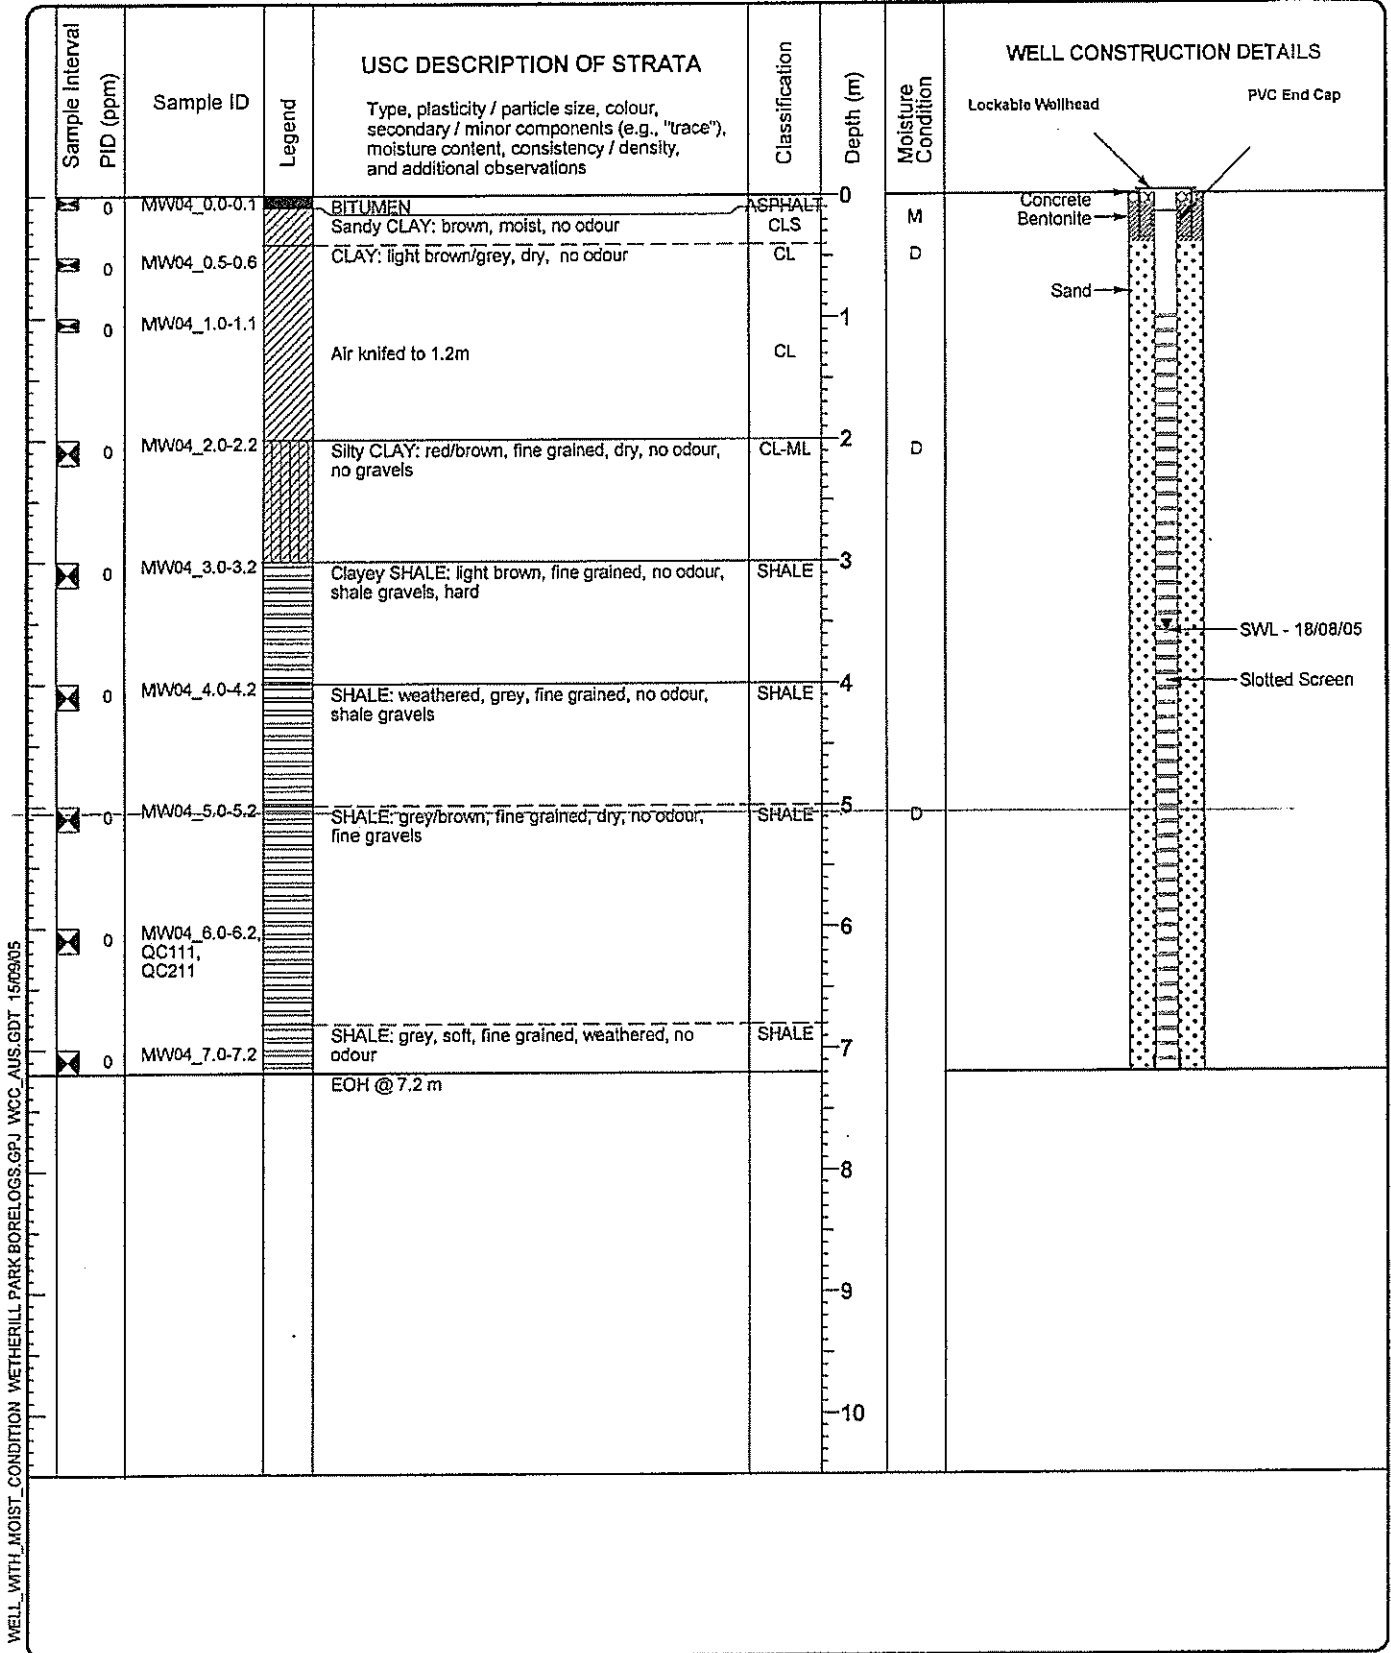 Sample Interval
PID (ppm)
Sample ID
Legend
USC DESCRIPTION OF STRATA
Type, plasticity / particle size, colour,
secondary / minor components (e.g., "trace"),
moisture content, consistency / density,
and additional observations
Classification
Depth (m)
Moisture
Condition
WELL CONSTRUCTION DETAILS
Lockable Wellhead
PVC End Cap
0
MW04_0.0-0.1
BITUMEN
ASPHALT
0
Concrete
Sandy CLAY: brown, moist, no odour
CLS
M
Bentonite
0
MW04_0.5-0.6
CLAY: light brown/grey, dry, no odour
CL
D
Sand
0
MW04_1.0-1.1
1
Air knifed to 1.2m
CL
0
MW04_2.0-2.2
Silty CLAY: red/brown, fine grained, dry, no odour,
no gravels
CL-ML
2
D
0
MW04_3.0-3.2
Clayey SHALE: light brown, fine grained, no odour,
shale gravels, hard
SHALE
3
SWL - 18/08/05
Slotted Screen
0
MW04_4.0-4.2
SHALE: weathered, grey, fine grained, no odour,
shale gravels
SHALE
4
0
MW04_5.0-5.2
SHALE: grey/brown, fine grained, dry, no odour,
fine gravels
SHALE
5
D
0
MW04_6.0-6.2,
QC111,
QC211
6
SHALE: grey, soft, fine grained, weathered, no
odour
SHALE
0
MW04_7.0-7.2
7
EOH @ 7.2 m
8
9
10
WELL_WITH_MOIST_CONDITION WETHERILL PARK BORELOGS.GPJ WCC_AUS.GDT 15/09/05